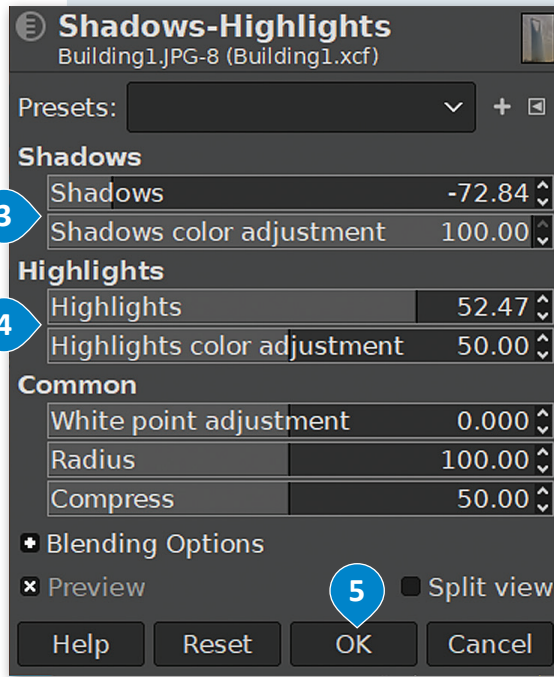 Shadows-Highlights
Building1.JPG-8 (Building1.xcf)
Presets:
Shadows
3
Shadows -72.84
Shadows color adjustment 100.00
Highlights
4
Highlights 52.47
Highlights color adjustment 50.00
Common
White point adjustment 0.000
Radius 100.00
Compress 50.00
Blending Options
Preview
5
Split view
Help Reset OK Cancel